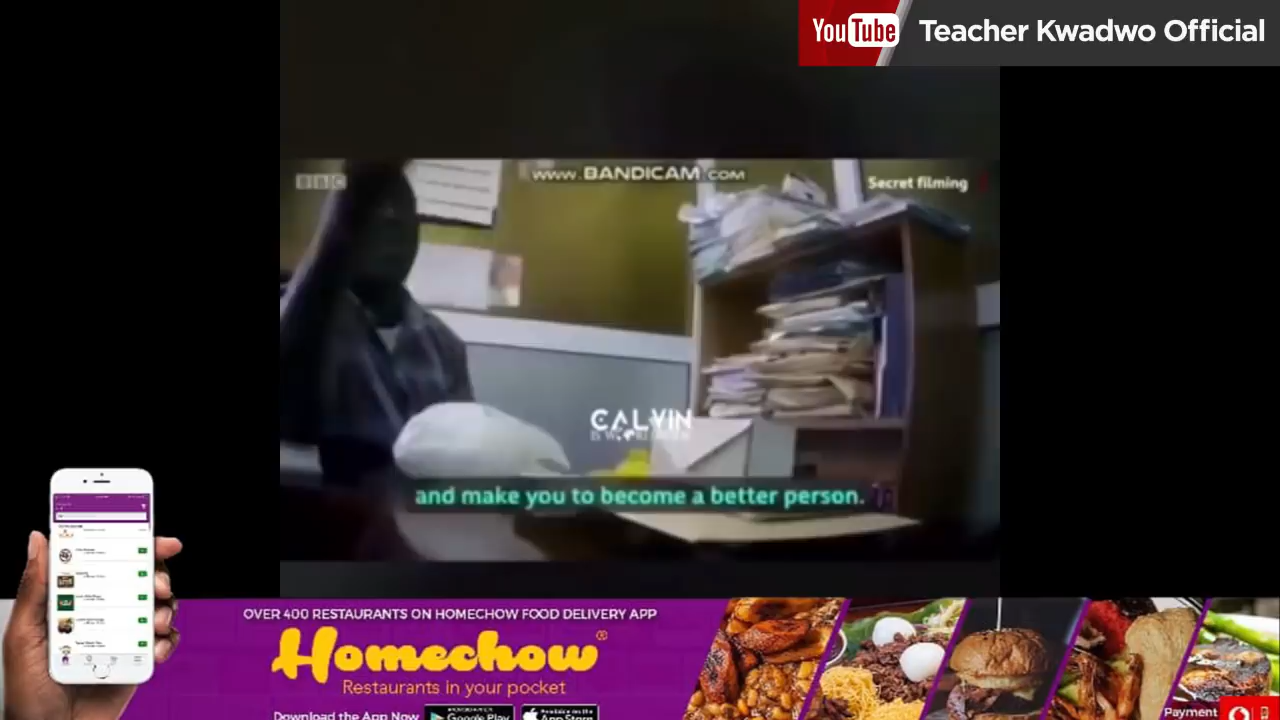 YouTube Teacher Kwadwo Official
www.BANDICAM.COM
BBC
Secret filming
CALVIN
and make you to become a better person.
OVER 400 RESTAURANTS ON HOMECHOW FOOD DELIVERY APP
Homechow®
Restaurants in your pocket
Download the App Now
Google Play
App Store
Payment